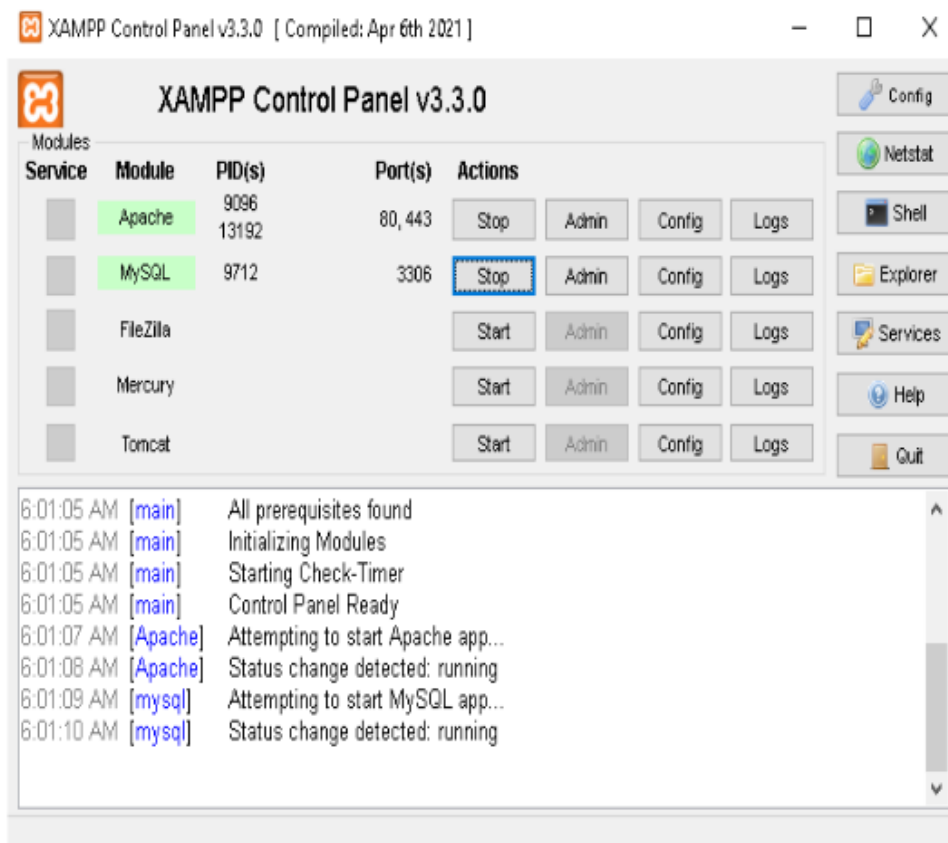 XAMPP Control Panel v3.3.0 [ Compiled: Apr 6th 2021 ]
XAMPP Control Panel v3.3.0
Config
Netstat
Shell
Explorer
Services
Help
Quit
Modules
Service Module PID(s) Port(s) Actions
Apache 9096 13192 80, 443 Stop Admin Config Logs
MySQL 9712 3306 Stop Admin Config Logs
FileZilla Start Admin Config Logs
Mercury Start Admin Config Logs
Tomcat Start Admin Config Logs
6:01:05 AM [main] All prerequisites found
6:01:05 AM [main] Initializing Modules
6:01:05 AM [main] Starting Check-Timer
6:01:05 AM [main] Control Panel Ready
6:01:07 AM [Apache] Attempting to start Apache app...
6:01:08 AM [Apache] Status change detected: running
6:01:09 AM [mysql] Attempting to start MySQL app...
6:01:10 AM [mysql] Status change detected: running